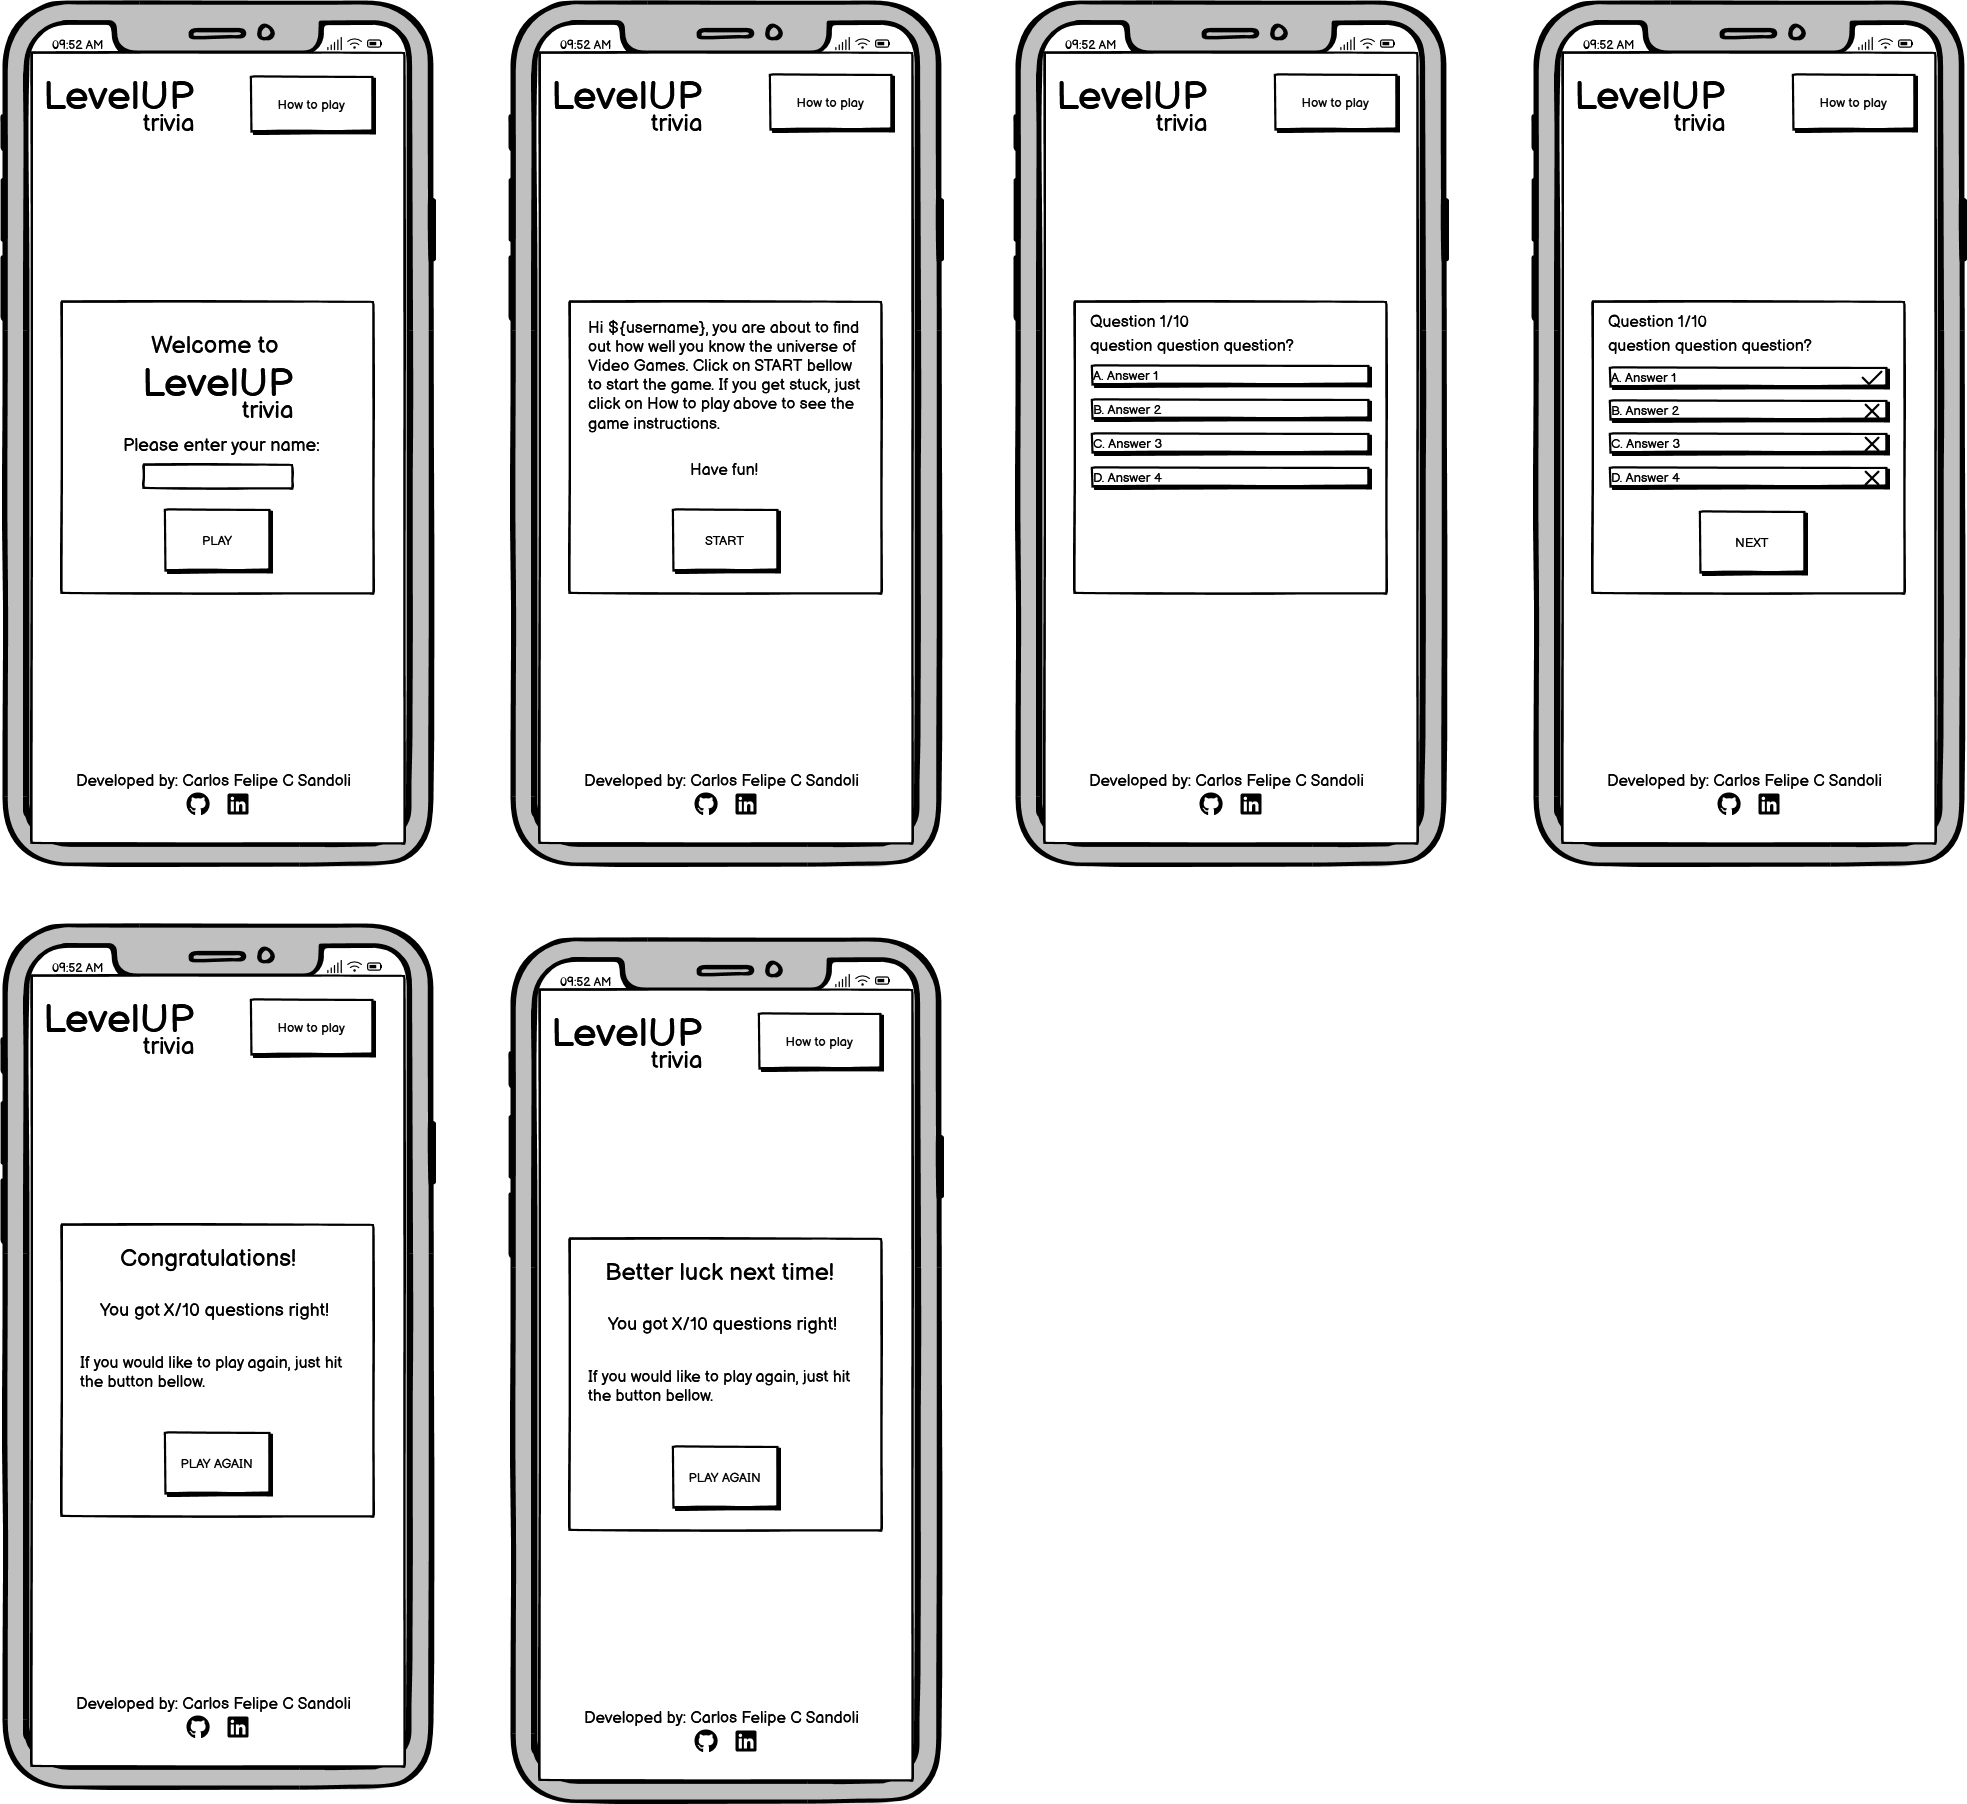 09:52 AM
LevelUP
trivia
How to play
Welcome to
LevelUP
trivia
Please enter your name:
PLAY
Developed by: Carlos Felipe C Sandoli
in
09:52 AM
LevelUP
trivia
How to play
Hi ${username}, you are about to find
out how well you know the universe of
Video Games. Click on START bellow
to start the game. If you get stuck, just
click on How to play above to see the
game instructions.
Have fun!
START
Developed by: Carlos Felipe C Sandoli
in
09:52 AM
LevelUP
trivia
How to play
Question 1/10
question question question?
A. Answer 1
B. Answer 2
C. Answer 3
D. Answer 4
Developed by: Carlos Felipe C Sandoli
in
09:52 AM
LevelUP
trivia
How to play
Question 1/10
question question question?
A. Answer 1
B. Answer 2
C. Answer 3
D. Answer 4
NEXT
Developed by: Carlos Felipe C Sandoli
in
09:52 AM
LevelUP
trivia
How to play
Congratulations!
You got X/10 questions right!
If you would like to play again, just hit
the button bellow.
PLAY AGAIN
Developed by: Carlos Felipe C Sandoli
in
09:52 AM
LevelUP
trivia
How to play
Better luck next time!
You got X/10 questions right!
If you would like to play again, just hit
the button bellow.
PLAY AGAIN
Developed by: Carlos Felipe C Sandoli
in